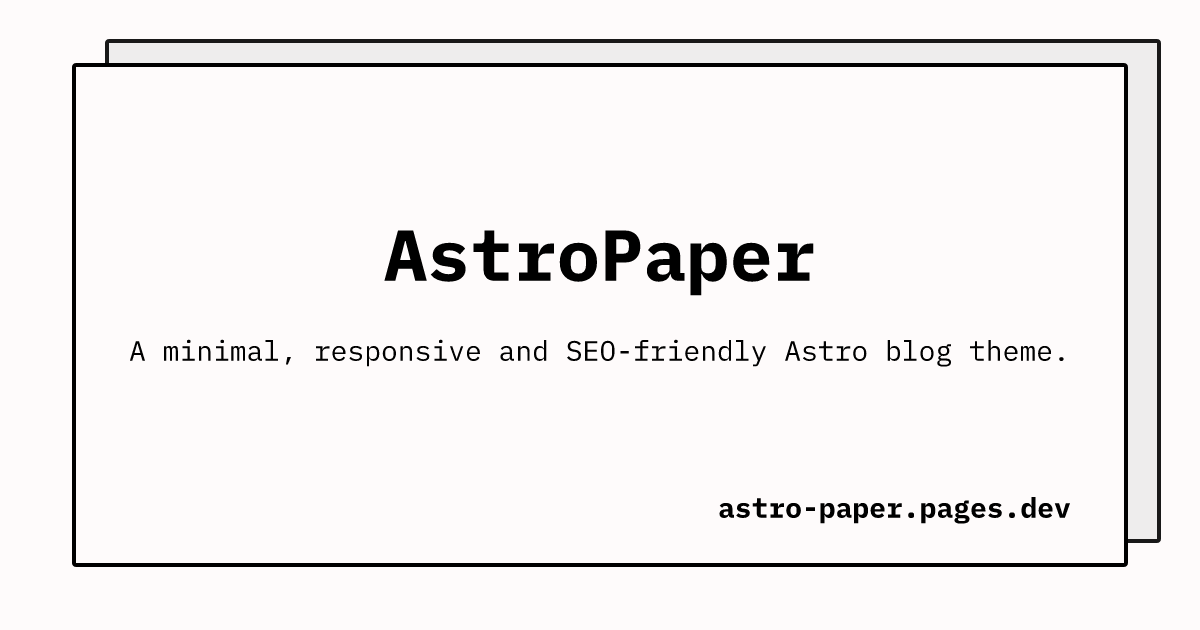 AstroPaper
A minimal, responsive and SEO-friendly Astro blog theme.
astro-paper.pages.dev